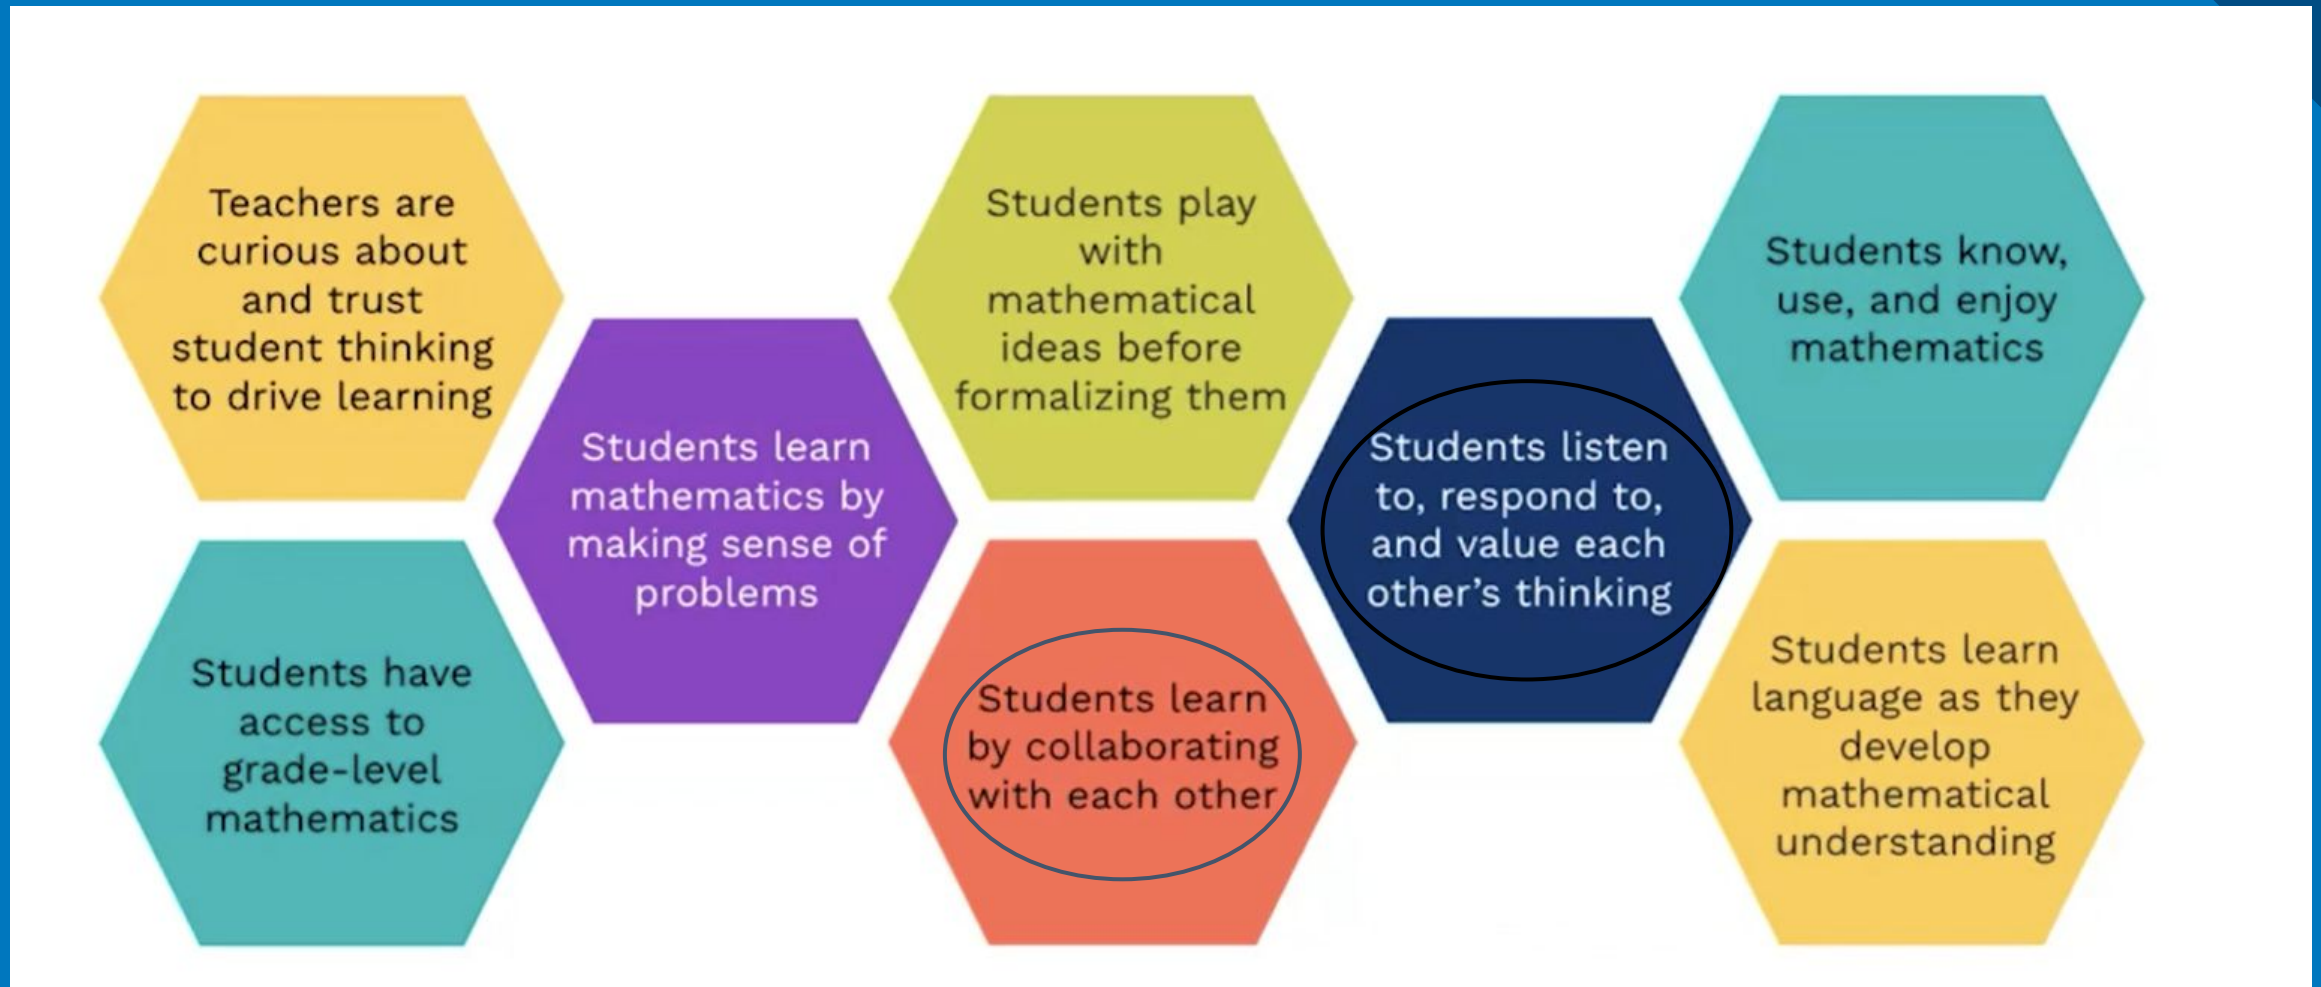 Teachers are
curious about
and trust
student thinking
to drive learning
Students have
access to
grade-level
mathematics
Students learn
mathematics by
making sense of
problems
Students play
with
mathematical
ideas before
formalizing them
Students learn
by collaborating
with each other
Students listen
to, respond to,
and value each
other’s thinking
Students know,
use, and enjoy
mathematics
Students learn
language as they
develop
mathematical
understanding